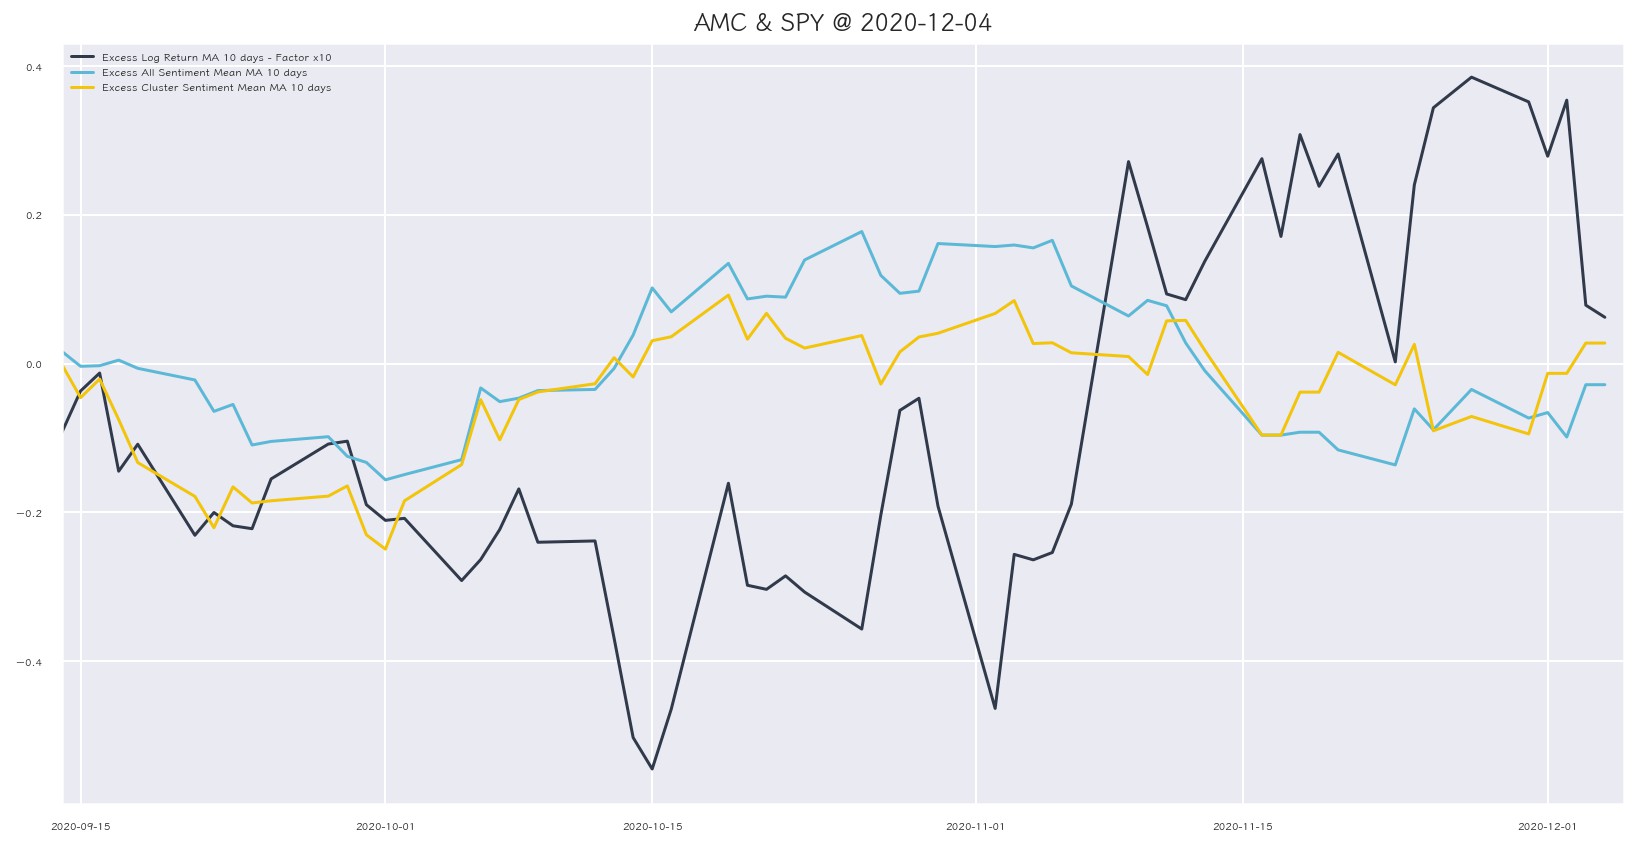 AMC & SPY @ 2020-12-04
Excess Log Return MA 10 days - Factor x10
Excess All Sentiment Mean MA 10 days
Excess Cluster Sentiment Mean MA 10 days
0.4
0.2
0.0
−0.2
−0.4
2020-09-15
2020-10-01
2020-10-15
2020-11-01
2020-11-15
2020-12-01